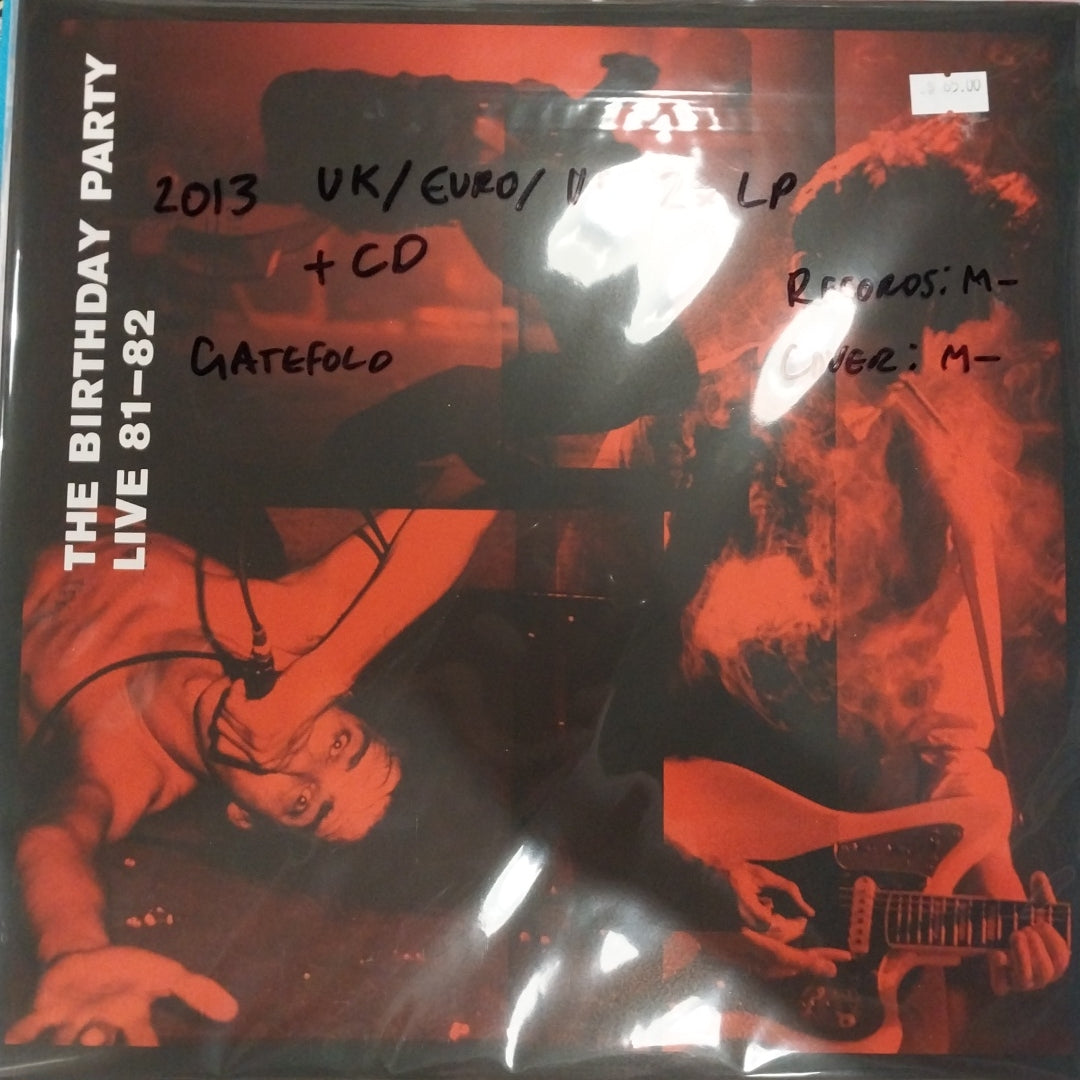 THE BIRTHDAY PARTY
LIVE 81–82
2013 UK/EURO/ LP
+ CD
GATEFOLD
RECORDS: M-
COVER: M-